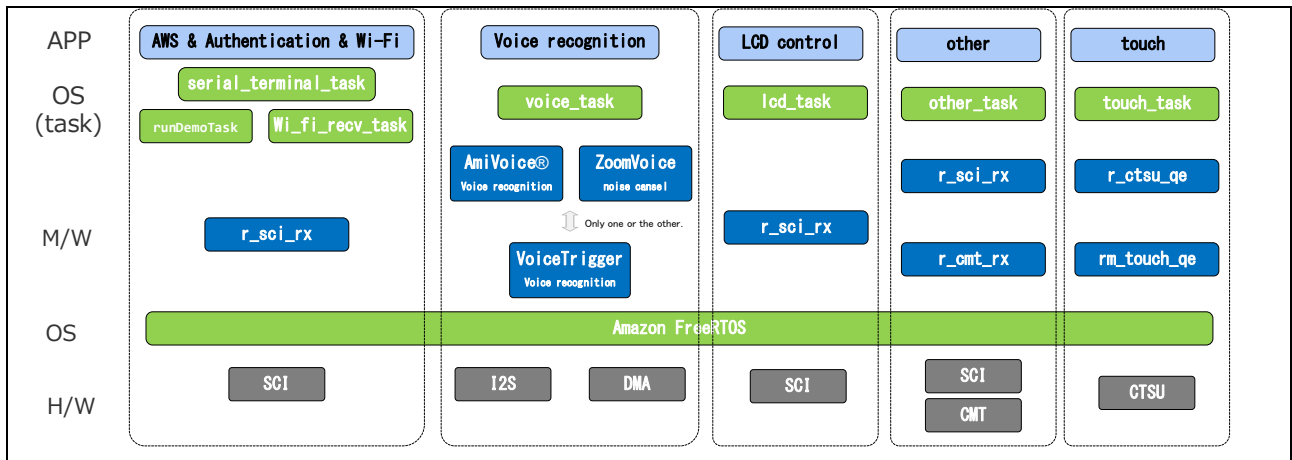 APP
AWS & Authentication & Wi-Fi
Voice recognition
LCD control
other
touch
OS
(task)
serial_terminal_task
runDemoTask
Wi_fi_recv_task
voice_task
lcd_task
other_task
touch_task
M/W
r_sci_rx
AmiVoice®
Voice recognition
ZoomVoice
noise cansel
Only one or the other.
VoiceTrigger
Voice recognition
r_sci_rx
r_sci_rx
r_cmt_rx
r_ctsu_qe
rm_touch_qe
OS
Amazon FreeRTOS
H/W
SCI
I2S
DMA
SCI
SCI
CMT
CTSU